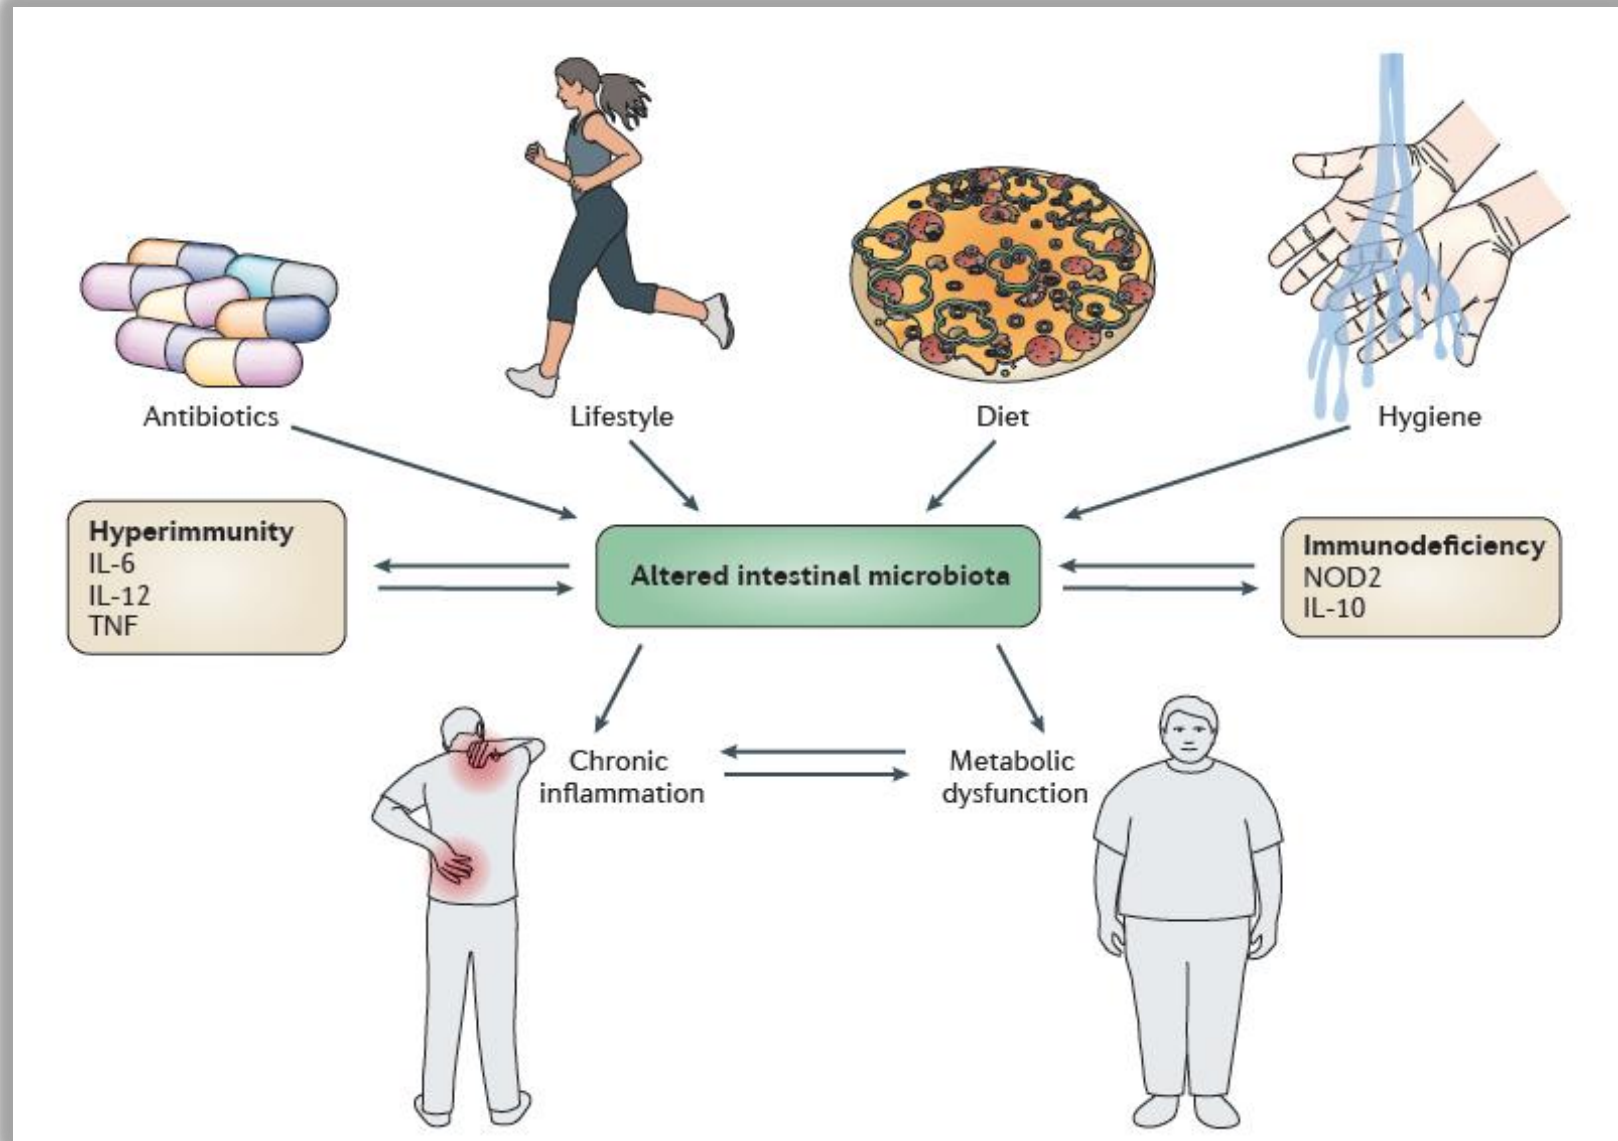 Antibiotics
Lifestyle
Diet
Hygiene
Hyperimmunity
IL-6
IL-12
TNF
Altered intestinal microbiota
Immunodeficiency
NOD2
IL-10
Chronic
inflammation
Metabolic
dysfunction